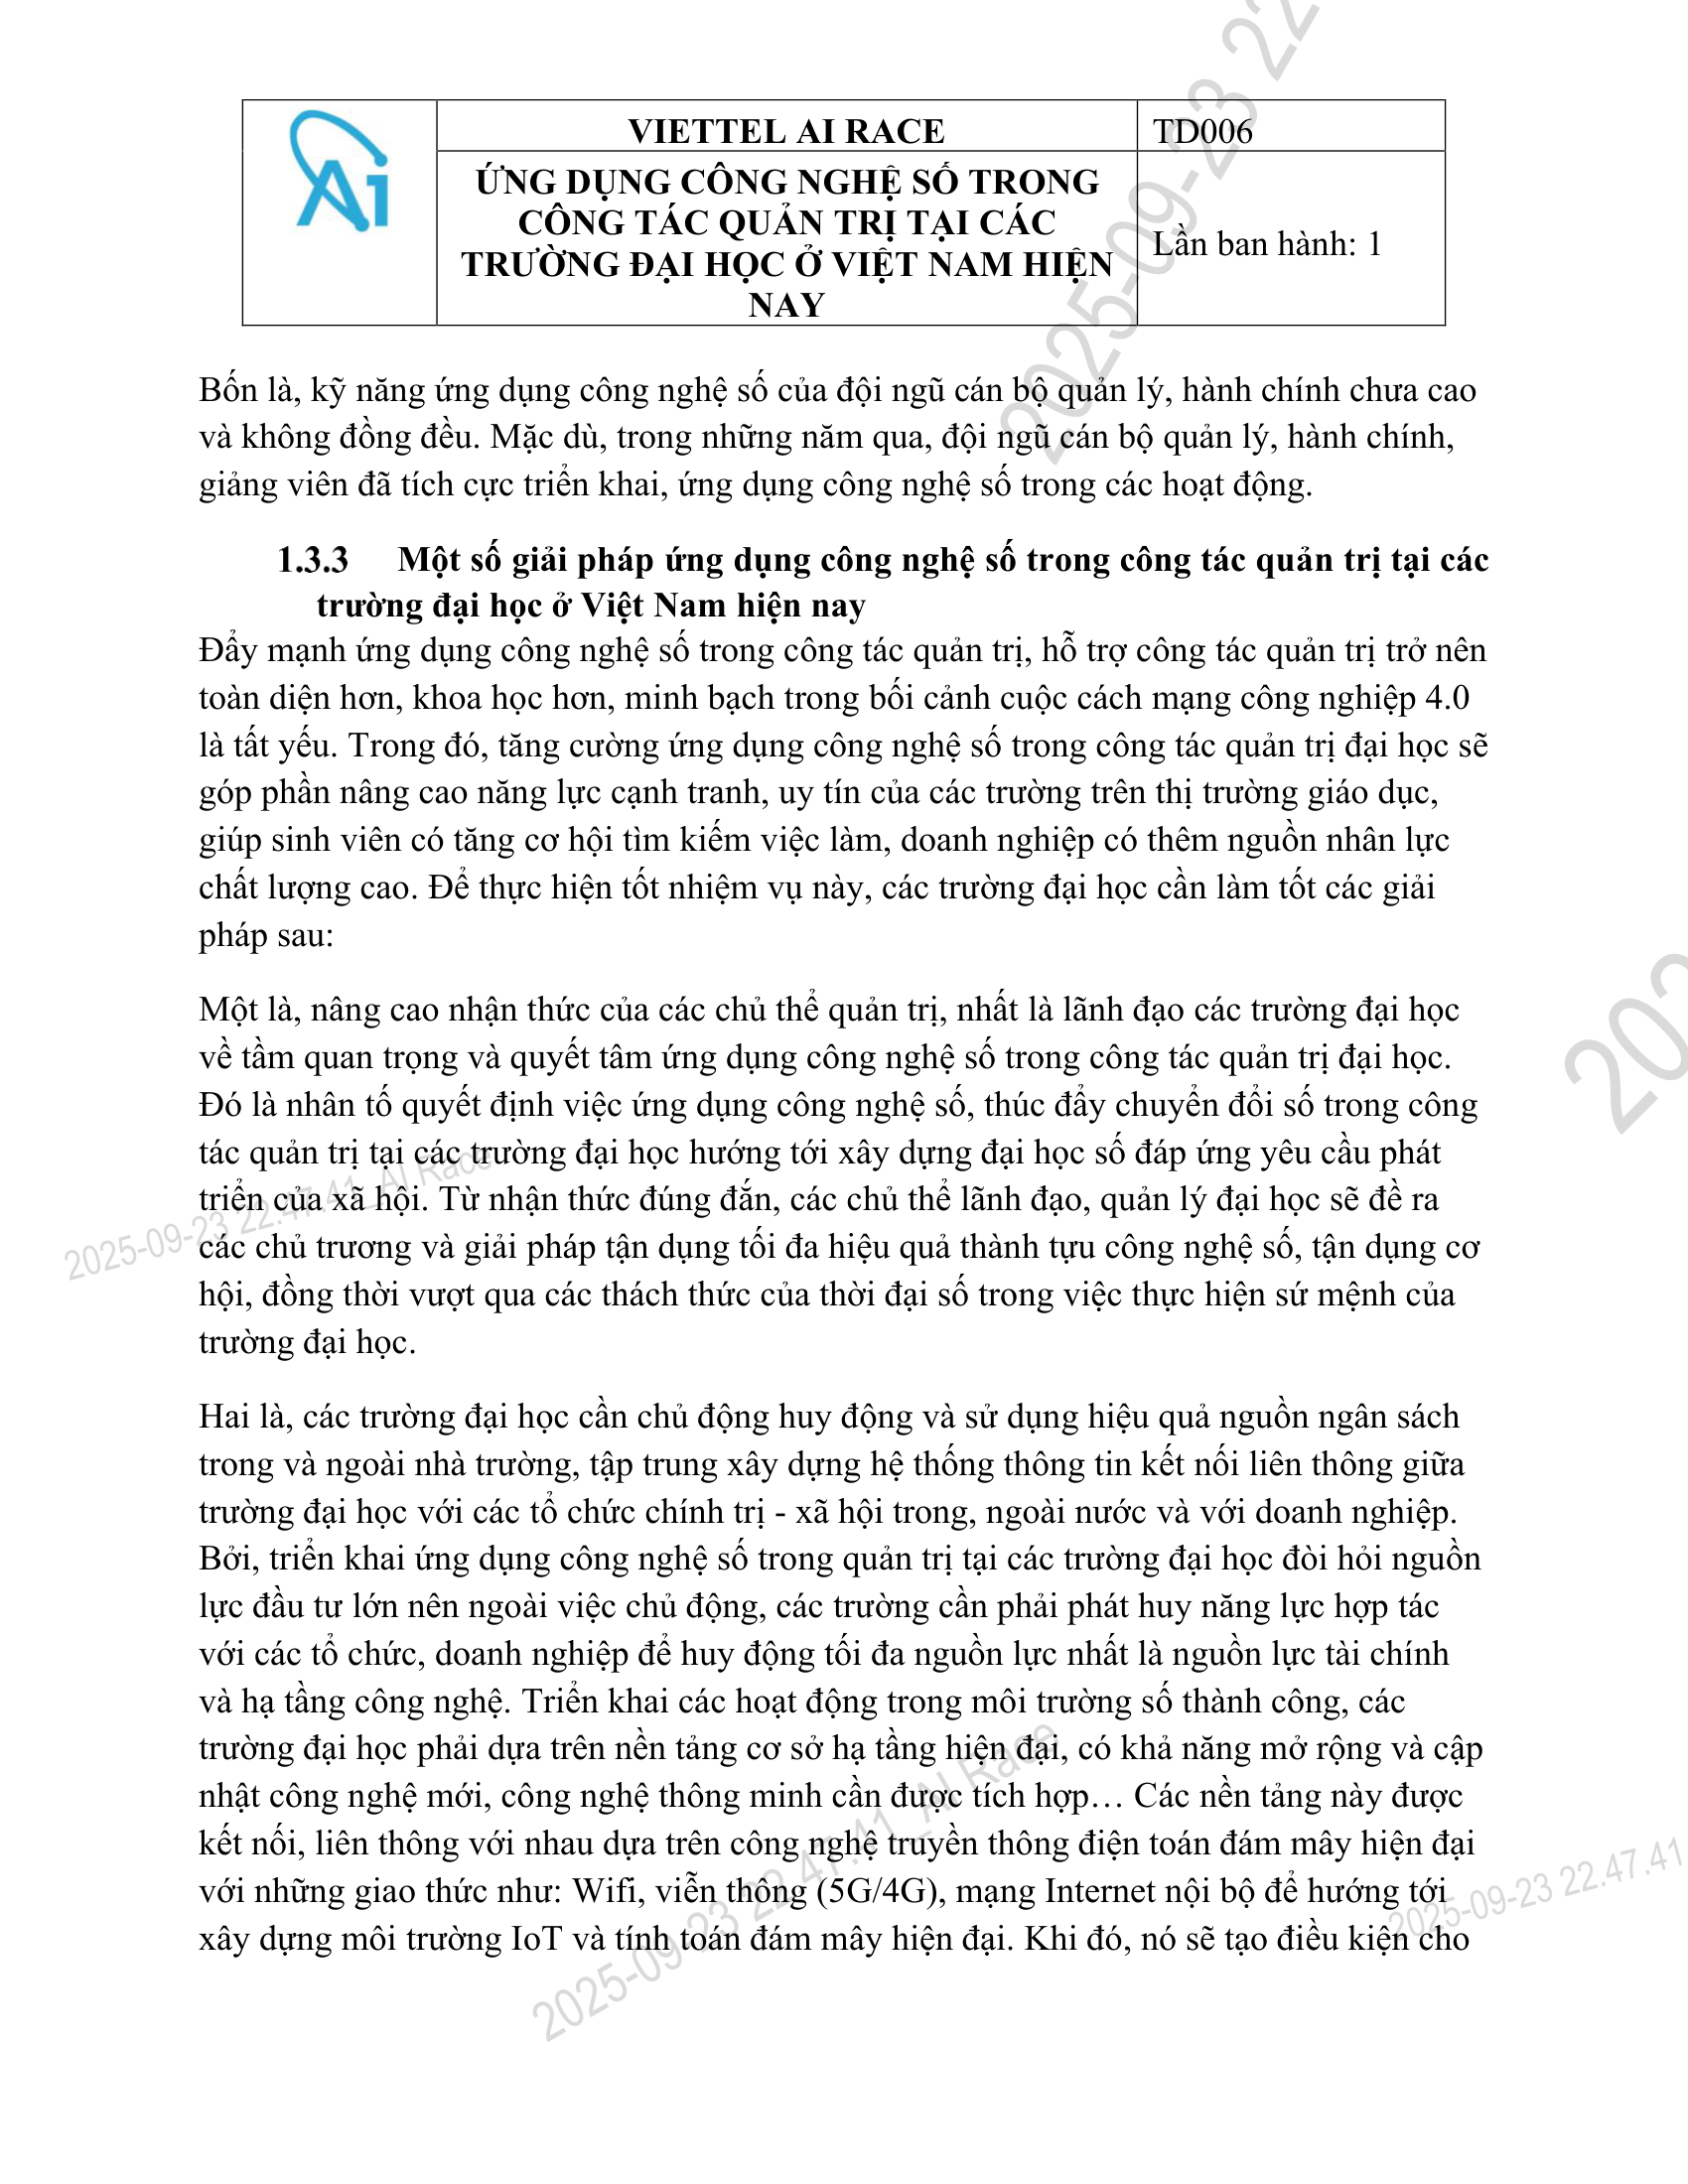 Ai
VIETTEL AI RACE
TD006
ỨNG DỤNG CÔNG NGHỆ SỐ TRONG
CÔNG TÁC QUẢN TRỊ TẠI CÁC
TRƯỜNG ĐẠI HỌC Ở VIỆT NAM HIỆN
NAY
Lần ban hành: 1
Bốn là, kỹ năng ứng dụng công nghệ số của đội ngũ cán bộ quản lý, hành chính chưa cao
và không đồng đều. Mặc dù, trong những năm qua, đội ngũ cán bộ quản lý, hành chính,
giảng viên đã tích cực triển khai, ứng dụng công nghệ số trong các hoạt động.
1.3.3 Một số giải pháp ứng dụng công nghệ số trong công tác quản trị tại các
trường đại học ở Việt Nam hiện nay
Đẩy mạnh ứng dụng công nghệ số trong công tác quản trị, hỗ trợ công tác quản trị trở nên
toàn diện hơn, khoa học hơn, minh bạch trong bối cảnh cuộc cách mạng công nghiệp 4.0
là tất yếu. Trong đó, tăng cường ứng dụng công nghệ số trong công tác quản trị đại học sẽ
góp phần nâng cao năng lực cạnh tranh, uy tín của các trường trên thị trường giáo dục,
giúp sinh viên có tăng cơ hội tìm kiếm việc làm, doanh nghiệp có thêm nguồn nhân lực
chất lượng cao. Để thực hiện tốt nhiệm vụ này, các trường đại học cần làm tốt các giải
pháp sau:
Một là, nâng cao nhận thức của các chủ thể quản trị, nhất là lãnh đạo các trường đại học
về tầm quan trọng và quyết tâm ứng dụng công nghệ số trong công tác quản trị đại học.
Đó là nhân tố quyết định việc ứng dụng công nghệ số, thúc đẩy chuyển đổi số trong công
tác quản trị tại các trường đại học hướng tới xây dựng đại học số đáp ứng yêu cầu phát
triển của xã hội. Từ nhận thức đúng đắn, các chủ thể lãnh đạo, quản lý đại học sẽ đề ra
các chủ trương và giải pháp tận dụng tối đa hiệu quả thành tựu công nghệ số, tận dụng cơ
hội, đồng thời vượt qua các thách thức của thời đại số trong việc thực hiện sứ mệnh của
trường đại học.
Hai là, các trường đại học cần chủ động huy động và sử dụng hiệu quả nguồn ngân sách
trong và ngoài nhà trường, tập trung xây dựng hệ thống thông tin kết nối liên thông giữa
trường đại học với các tổ chức chính trị - xã hội trong, ngoài nước và với doanh nghiệp.
Bởi, triển khai ứng dụng công nghệ số trong quản trị tại các trường đại học đòi hỏi nguồn
lực đầu tư lớn nên ngoài việc chủ động, các trường cần phải phát huy năng lực hợp tác
với các tổ chức, doanh nghiệp để huy động tối đa nguồn lực nhất là nguồn lực tài chính
và hạ tầng công nghệ. Triển khai các hoạt động trong môi trường số thành công, các
trường đại học phải dựa trên nền tảng cơ sở hạ tầng hiện đại, có khả năng mở rộng và cập
nhật công nghệ mới, công nghệ thông minh cần được tích hợp… Các nền tảng này được
kết nối, liên thông với nhau dựa trên công nghệ truyền thông điện toán đám mây hiện đại
với những giao thức như: Wifi, viễn thông (5G/4G), mạng Internet nội bộ để hướng tới
xây dựng môi trường IoT và tính toán đám mây hiện đại. Khi đó, nó sẽ tạo điều kiện cho
2025-09-23 22
202
2025-09-23 22.47.41_AI Race
2025-09-23 22.47.41_AI Race
2025-09-23 22.47.41